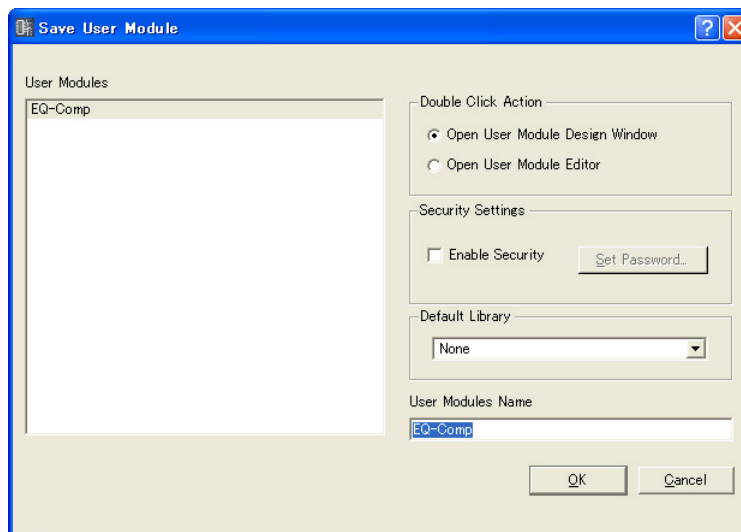 Save User Module
User Modules
EQ-Comp
Double Click Action
Open User Module Design Window
Open User Module Editor
Security Settings
Enable Security
Set Password...
Default Library
None
User Modules Name
EQ-Comp
OK
Cancel